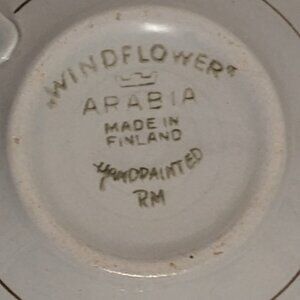 "WINDFLOWER"
ARABIA
MADE IN
FINLAND
HANDPAINTED
RM